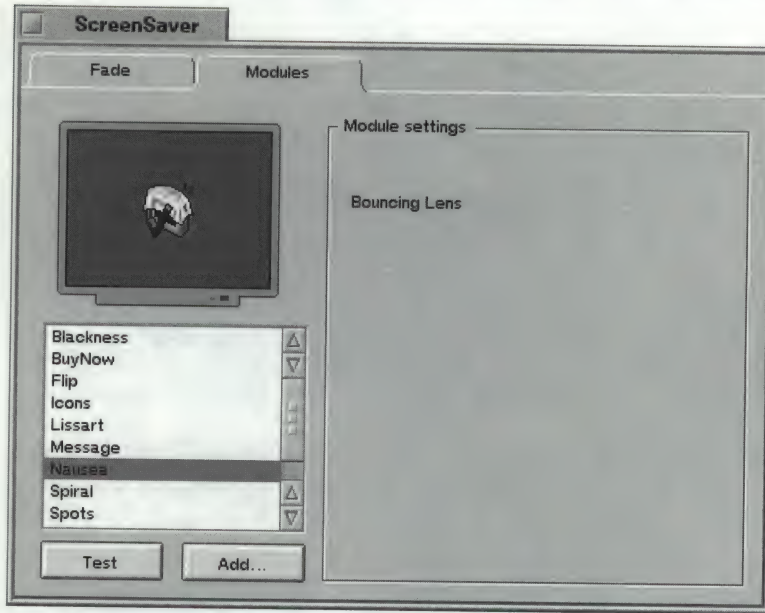 ScreenSaver
Fade
Modules
Module settings
Bouncing Lens
Blackness
BuyNow
Flip
Icons
Lissart
Message
Nausea
Spiral
Spots
Test
Add...